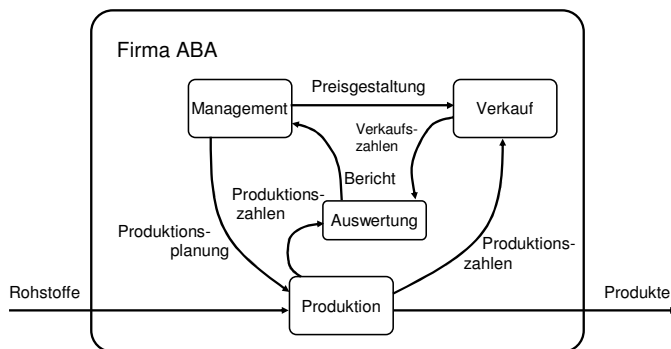 Firma ABA
Preisgestaltung
Management
Verkauf
Verkaufs-
zahlen
Bericht
Produktions-
zahlen
Auswertung
Produktions-
planung
Produktions-
zahlen
Rohstoffe
Produktion
Produkte